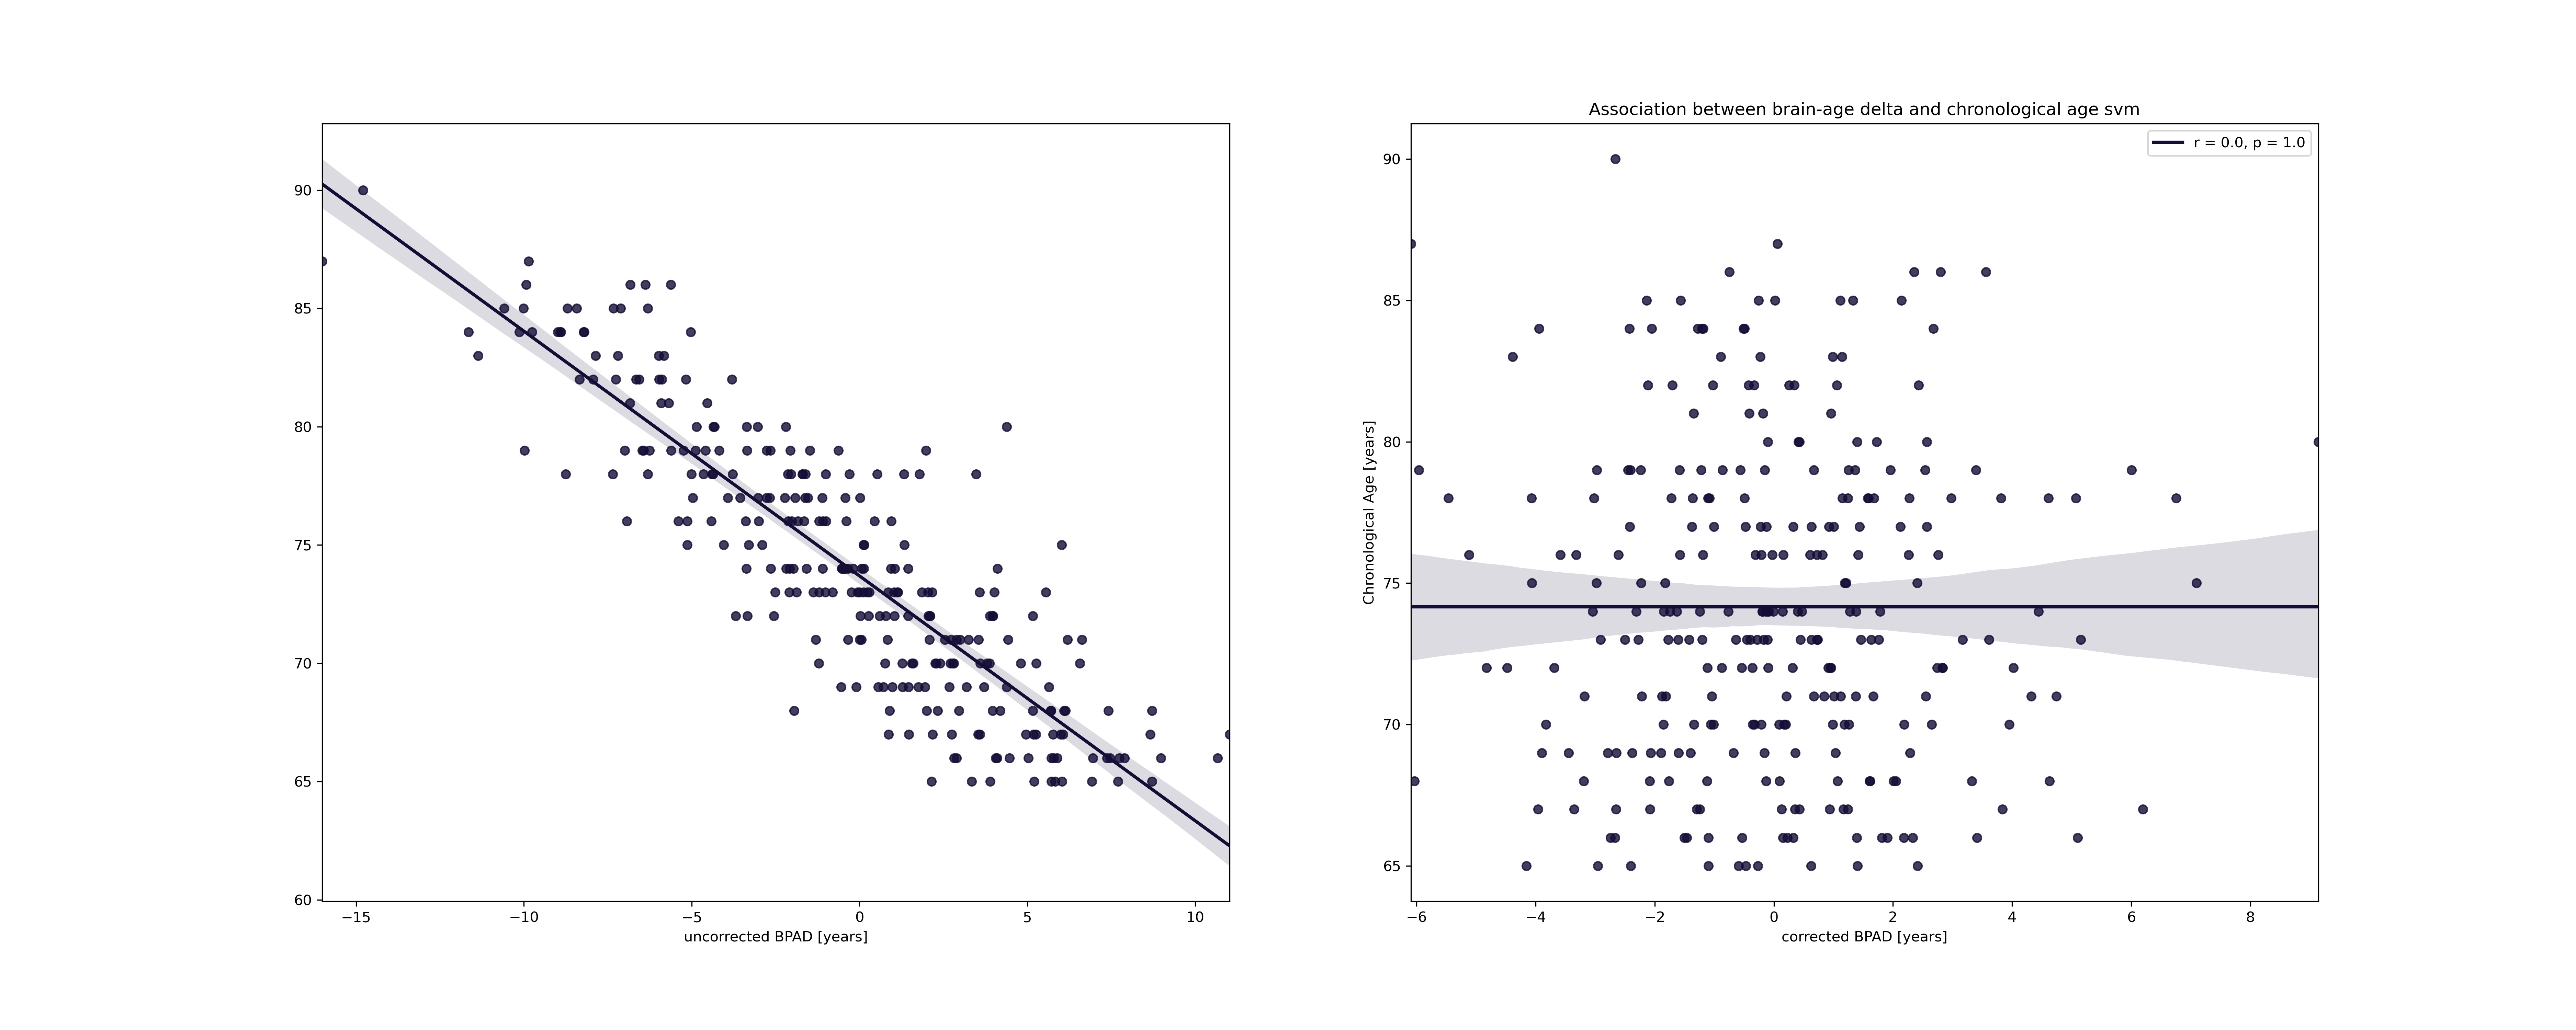 90
85
80
75
70
65
60
−15 −10 −5 0 5 10
uncorrected BPAD [years]
Association between brain-age delta and chronological age svm
r = 0.0, p = 1.0
Chronological Age [years]
90
85
80
75
70
65
−6 −4 −2 0 2 4 6 8
corrected BPAD [years]